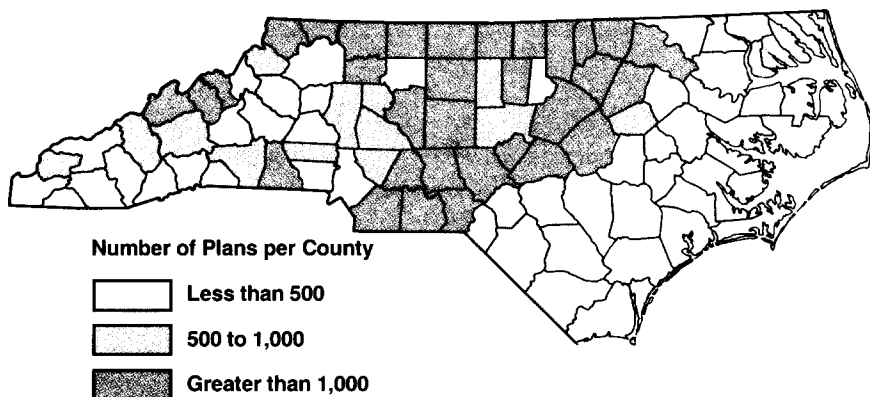 Number of Plans per County
Less than 500
500 to 1,000
Greater than 1,000